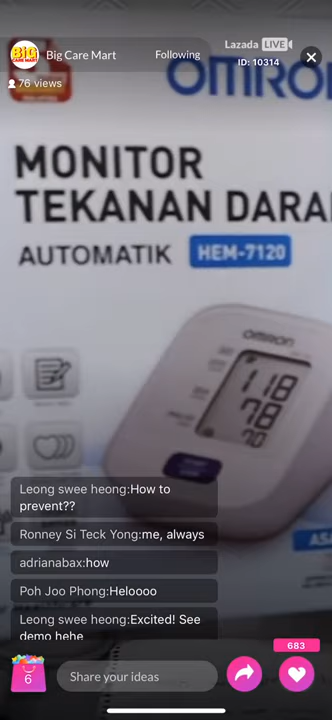 BIG
CARE MART
Big Care Mart
Following
Lazada LIVE
ID: 10314
76 views
OMRO
MONITOR
TEKANAN DARA
AUTOMATIK HEM-7120
OMRON
118
78
70
Leong swee heong:How to
prevent??
Ronney Si Teck Yong:me, always
adrianabax:how
Poh Joo Phong:Heloooo
Leong swee heong:Excited! See
demo hehe
683
6
Share your ideas